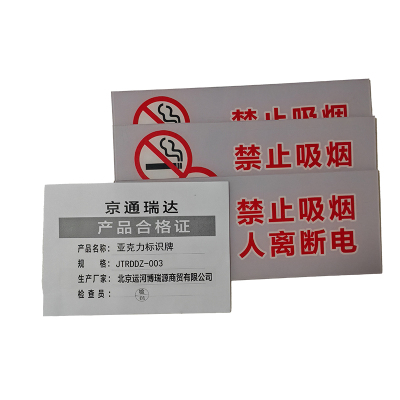 禁止吸烟
禁止吸烟
禁止吸烟
人离断电
京通瑞达
产品合格证
产品名称：亚克力标识牌
规 格：JTRDDZ-003
生产厂家：北京运河博瑞源商贸有限公司
检 查 员：